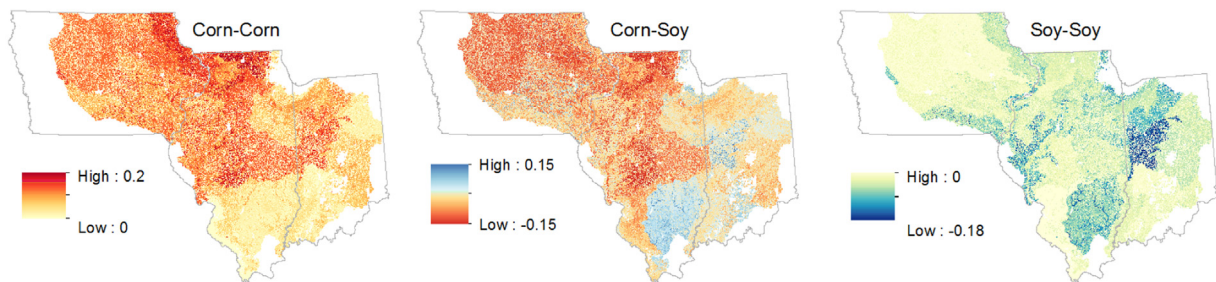 Corn-Corn
High : 0.2
Low : 0
Corn-Soy
High : 0.15
Low : -0.15
Soy-Soy
High : 0
Low : -0.18